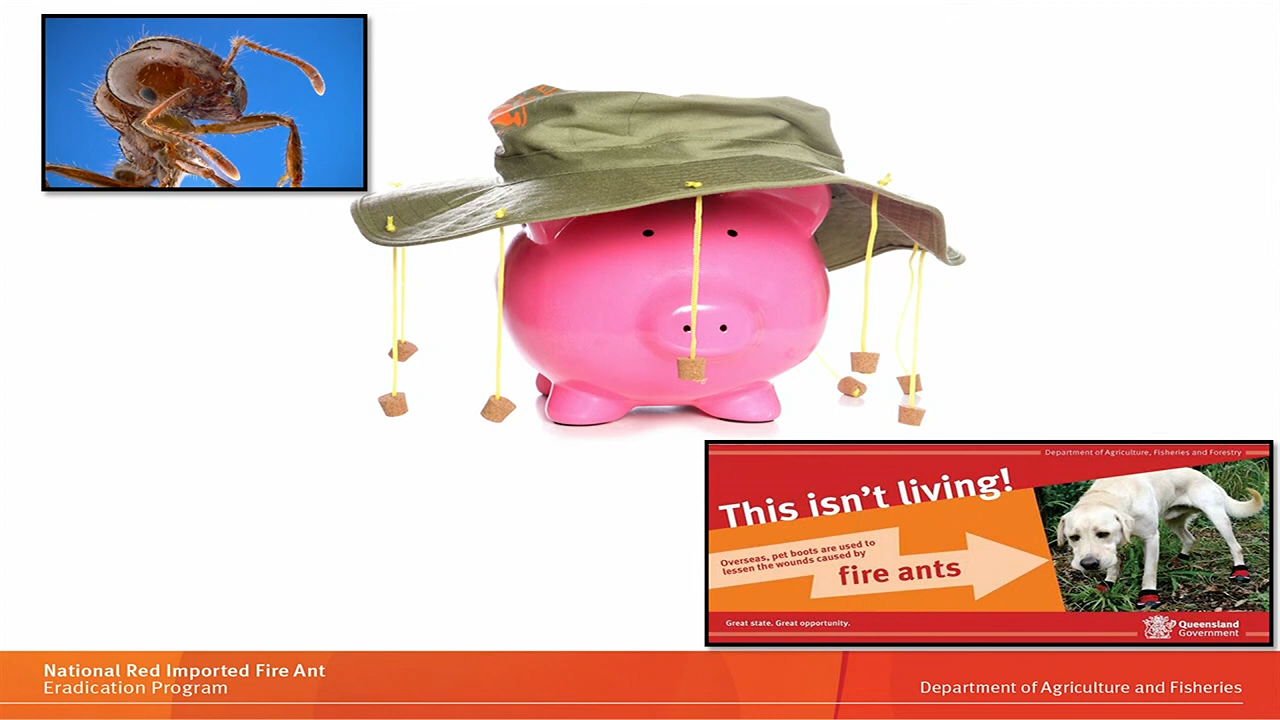 Department of Agriculture, Fisheries and Forestry
This isn't living!
Overseas, pet boots are used to
lessen the wounds caused by
fire ants
Great state. Great opportunity.
Queensland
Government
National Red Imported Fire Ant
Eradication Program
Department of Agriculture and Fisheries